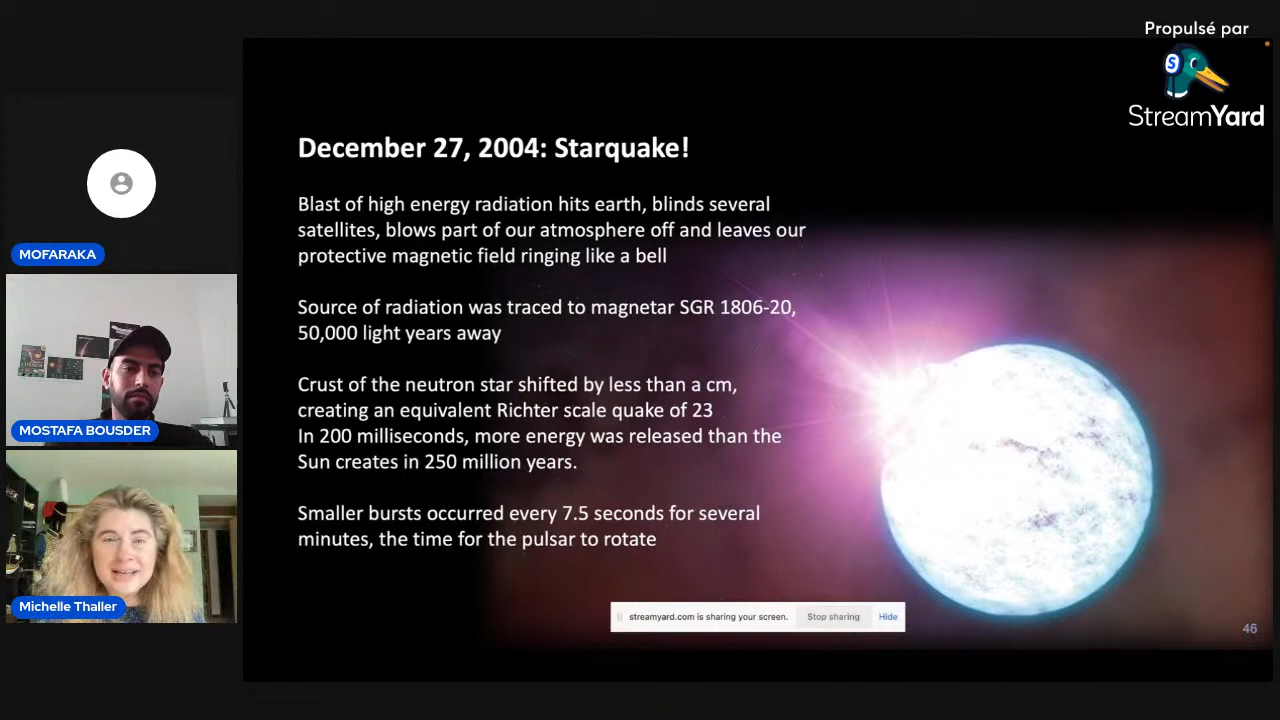 Propulsé par
StreamYard
December 27, 2004: Starquake!
Blast of high energy radiation hits earth, blinds several
satellites, blows part of our atmosphere off and leaves our
protective magnetic field ringing like a bell
Source of radiation was traced to magnetar SGR 1806-20,
50,000 light years away
Crust of the neutron star shifted by less than a cm,
creating an equivalent Richter scale quake of 23
In 200 milliseconds, more energy was released than the
Sun creates in 250 million years.
Smaller bursts occurred every 7.5 seconds for several
minutes, the time for the pulsar to rotate
streamyard.com is sharing your screen. Stop sharing Hide
46
MOFARAKA
MOSTAFA BOUSDER
Michelle Thaller